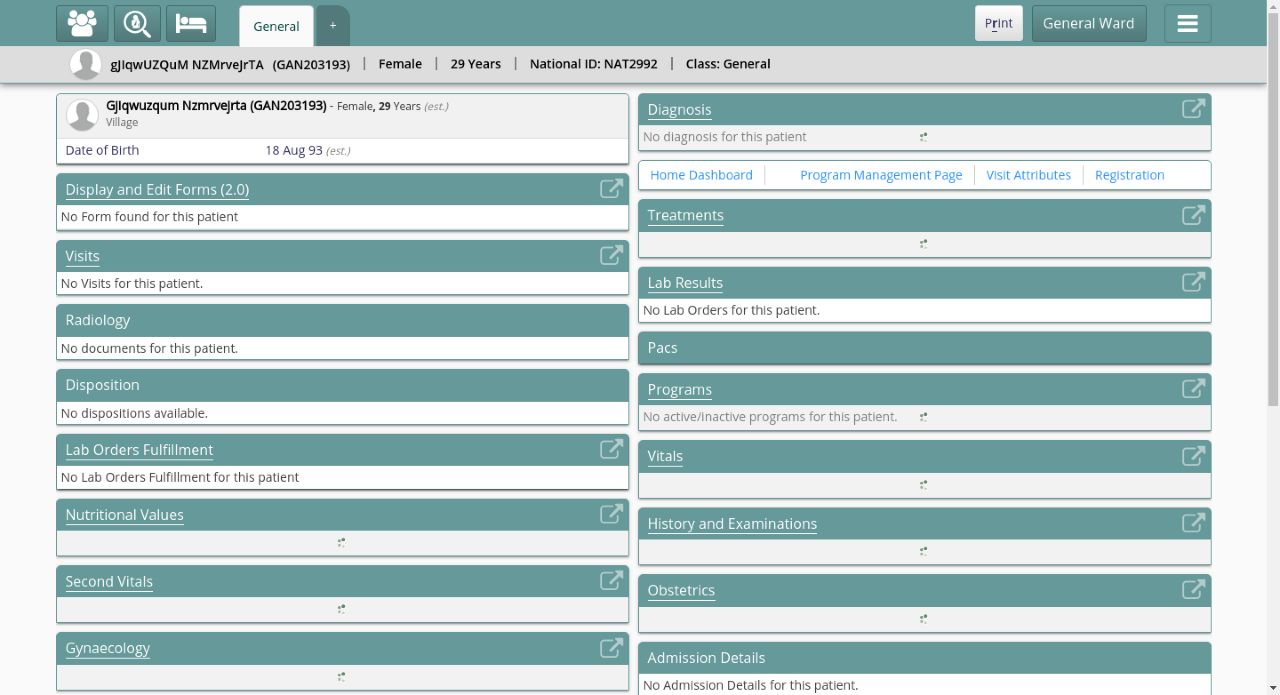 General
+
Print
General Ward
gJIqwUZQuM NZMrveJrTA (GAN203193) | Female | 29 Years | National ID: NAT2992 | Class: General
GJIqwuzqum Nzmrvejrta (GAN203193) - Female, 29 Years (est.)
Village
Date of Birth 18 Aug 93 (est.)
Display and Edit Forms (2.0)
No Form found for this patient
Visits
No Visits for this patient.
Radiology
No documents for this patient.
Disposition
No dispositions available.
Lab Orders Fulfillment
No Lab Orders Fulfillment for this patient
Nutritional Values
Second Vitals
Gynaecology
Diagnosis
No diagnosis for this patient
Home Dashboard Program Management Page Visit Attributes Registration
Treatments
Lab Results
No Lab Orders for this patient.
Pacs
Programs
No active/inactive programs for this patient.
Vitals
History and Examinations
Obstetrics
Admission Details
No Admission Details for this patient.